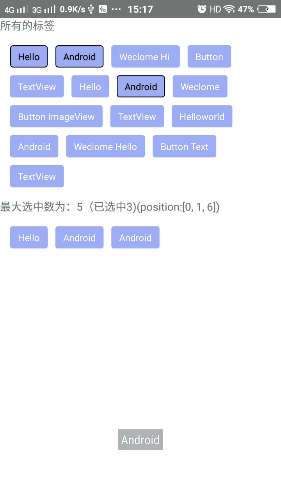 4G 3G 0.9K/s ... 15:17 HD 47%
所有的标签
Hello Android Weclome Hi Button
TextView Hello Android Weclome
Button ImageView TextView Helloworld
Android Weclome Hello Button Text
TextView
最大选中数为：5（已选中3)(position:[0, 1, 6])
Hello Android Android
Android